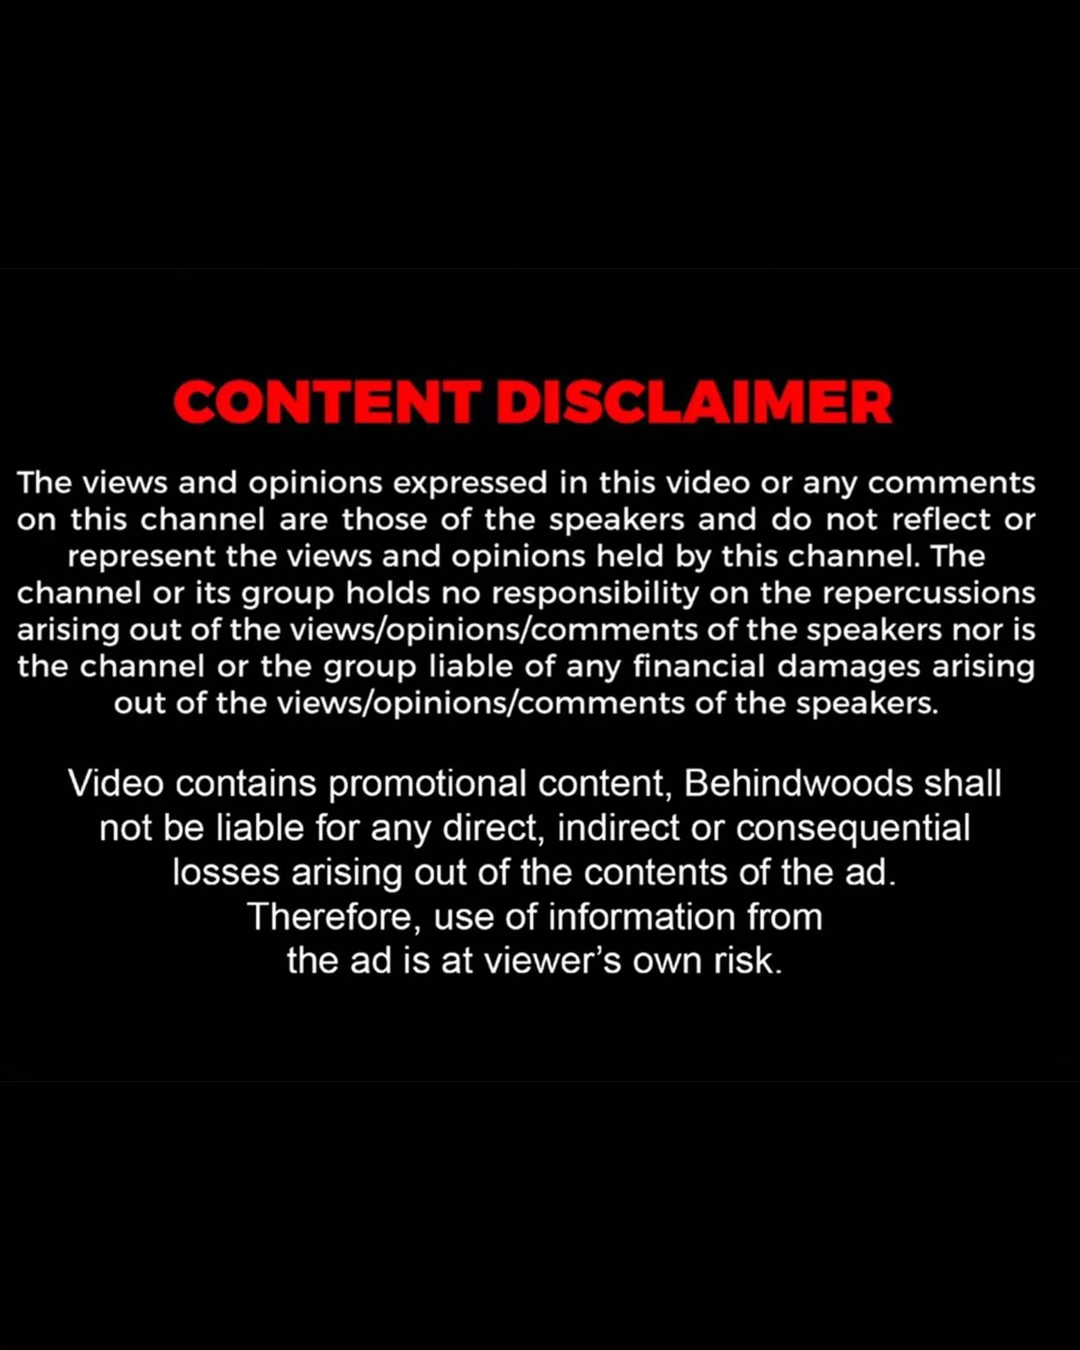 CONTENT DISCLAIMER
The views and opinions expressed in this video or any comments
on this channel are those of the speakers and do not reflect or
represent the views and opinions held by this channel. The
channel or its group holds no responsibility on the repercussions
arising out of the views/opinions/comments of the speakers nor is
the channel or the group liable of any financial damages arising
out of the views/opinions/comments of the speakers.
Video contains promotional content, Behindwoods shall
not be liable for any direct, indirect or consequential
losses arising out of the contents of the ad.
Therefore, use of information from
the ad is at viewer’s own risk.